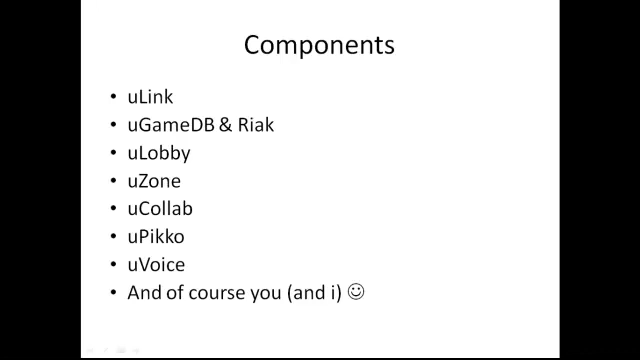 Components
• uLink
• uGameDB & Riak
• uLobby
• uZone
• uCollab
• uPikko
• uVoice
• And of course you (and i) ☺